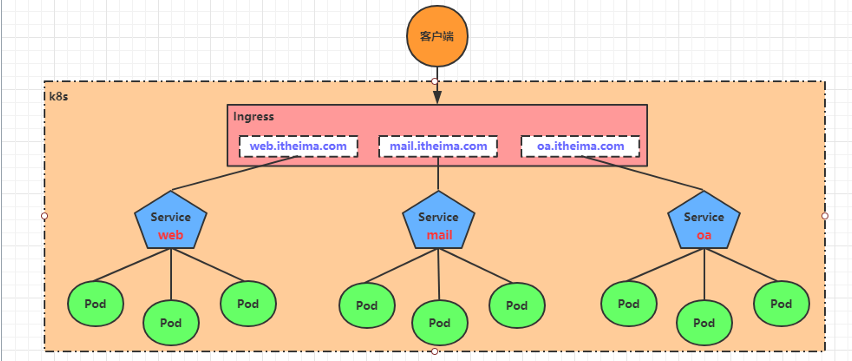 客户端
k8s
Ingress
web.itheima.com
mail.itheima.com
oa.itheima.com
Service
web
Service
mail
Service
oa
Pod
Pod
Pod
Pod
Pod
Pod
Pod
Pod
Pod